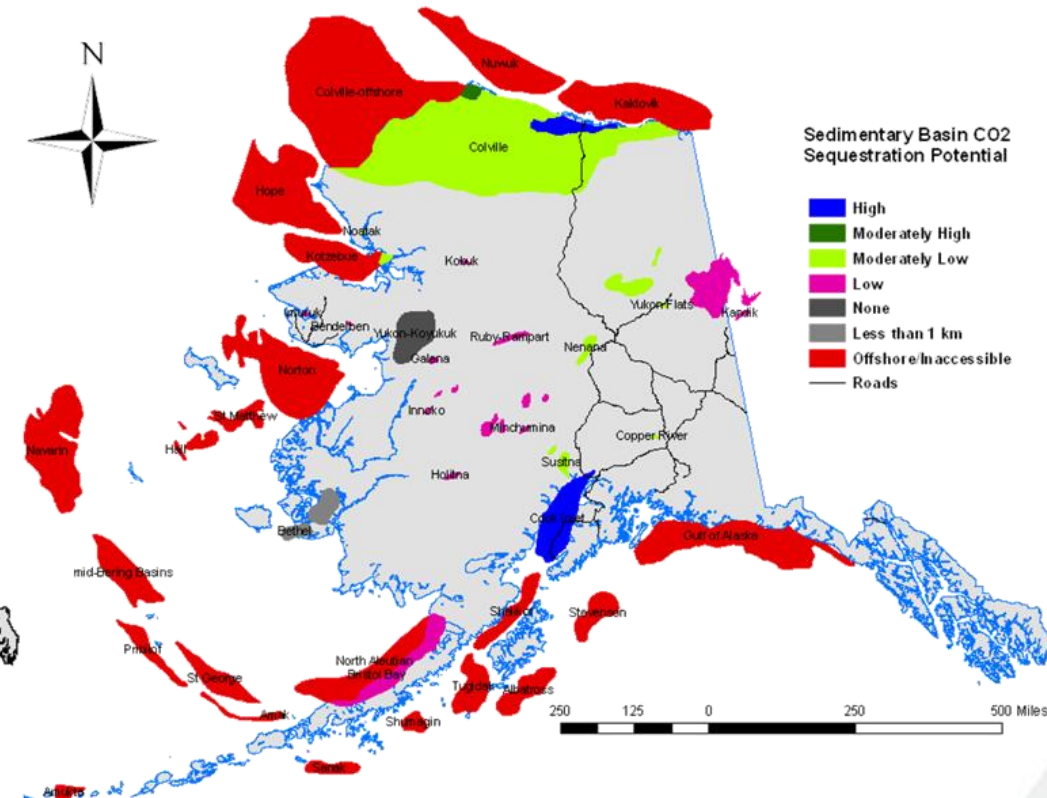 N
Nuwuk
Colville-offshore
Kaktovik
Sedimentary Basin CO2
Sequestration Potential
Colville
Hope
High
Noatak
Moderately High
Kotzebue
Kobuk
Moderately Low
Low
Yukon Flats
Kandik
Imuruk
Bendeleben
Yukon-Koyukuk
Ruby-Rampart
None
Less than 1 km
Nenana
Galena
Offshore/Inaccessible
Norton
Roads
St Matthew
Innoko
Minchumina
Copper River
Hall
Navarin
Susitna
Holitna
Cook Inlet
Bethel
Gulf of Alaska
mid-Bering Basins
Shelikof
Stevenson
Pribilof
North Aleutian
Bristol Bay
St George
Tugidak
Albatross
Amak
Shumagin
250 125 0 250 500 Miles
Sanak
Amukta